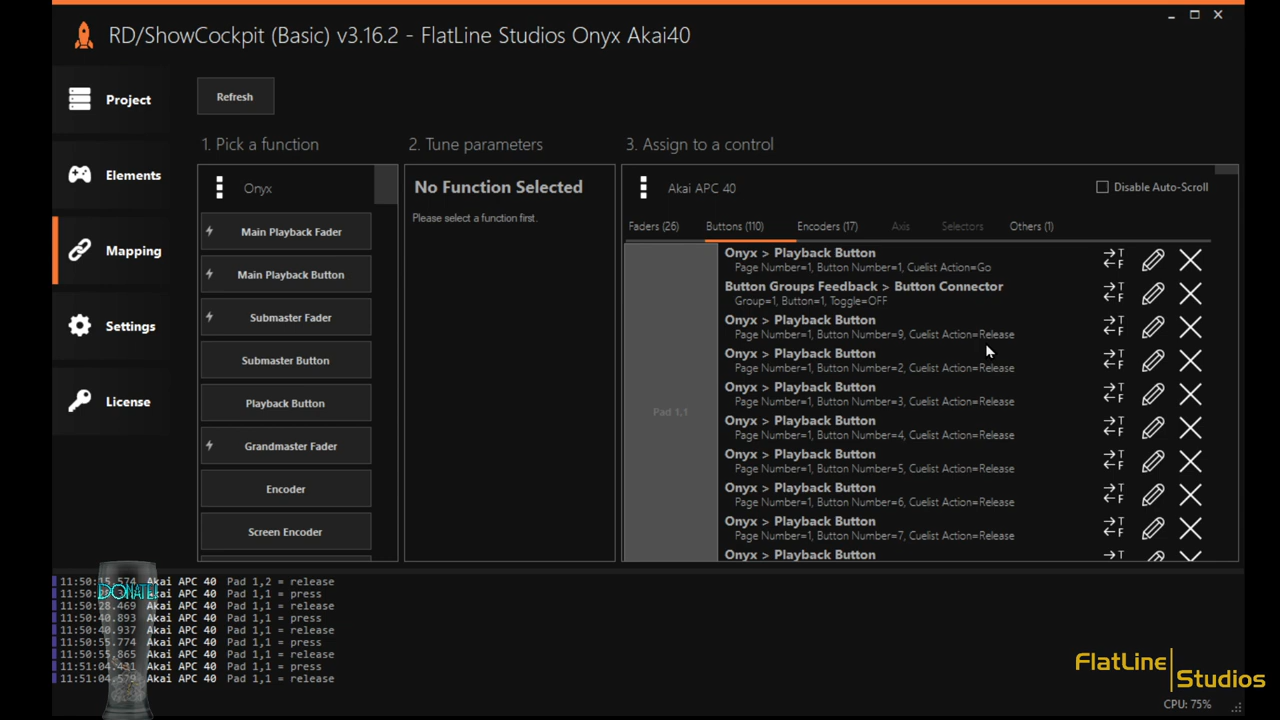 RD/ShowCockpit (Basic) v3.16.2 - FlatLine Studios Onyx Akai40
Project
Elements
Mapping
Settings
License
Refresh
1. Pick a function
2. Tune parameters
3. Assign to a control
Onyx
Main Playback Fader
Main Playback Button
Submaster Fader
Submaster Button
Playback Button
Grandmaster Fader
Encoder
Screen Encoder
No Function Selected
Please select a function first.
Akai APC 40
Disable Auto-Scroll
Faders (26)
Buttons (110)
Encoders (17)
Axis
Selectors
Others (1)
Pad 1,1
Onyx > Playback Button
Page Number=1, Button Number=1, Cuelist Action=Go
Button Groups Feedback > Button Connector
Group=1, Button=1, Toggle=OFF
Onyx > Playback Button
Page Number=1, Button Number=9, Cuelist Action=Release
Onyx > Playback Button
Page Number=1, Button Number=2, Cuelist Action=Release
Onyx > Playback Button
Page Number=1, Button Number=3, Cuelist Action=Release
Onyx > Playback Button
Page Number=1, Button Number=4, Cuelist Action=Release
Onyx > Playback Button
Page Number=1, Button Number=5, Cuelist Action=Release
Onyx > Playback Button
Page Number=1, Button Number=6, Cuelist Action=Release
Onyx > Playback Button
Page Number=1, Button Number=7, Cuelist Action=Release
Onyx > Playback Button
11:50:15.574 Akai APC 40 Pad 1,2 = release
DONATE!
Akai APC 40 Pad 1,1 = press
11:50:28.469 Akai APC 40 Pad 1,1 = release
11:50:40.893 Akai APC 40 Pad 1,1 = press
11:50:40.937 Akai APC 40 Pad 1,1 = release
11:50:55.774 Akai APC 40 Pad 1,1 = press
11:50:55.865 Akai APC 40 Pad 1,1 = release
11:51:04.431 Akai APC 40 Pad 1,1 = press
11:51:04.579 Akai APC 40 Pad 1,1 = release
FlatLine
Studios
CPU: 75%